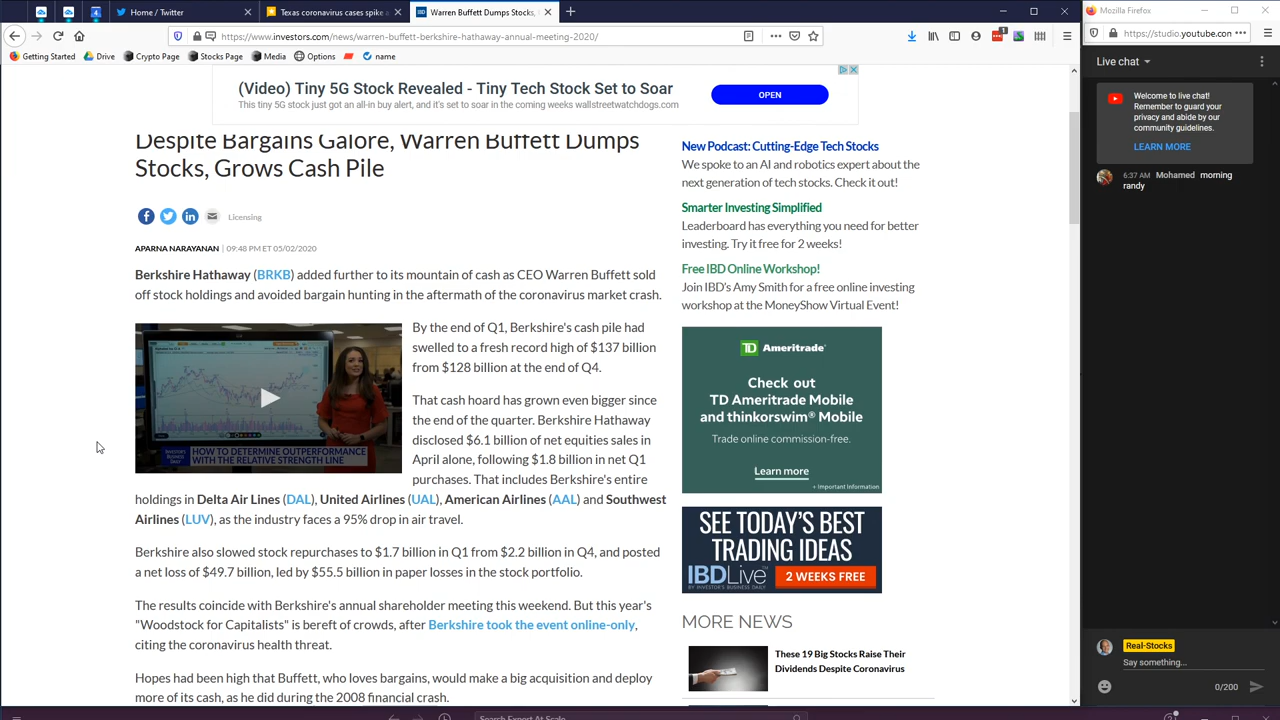 Home / Twitter
Texas coronavirus cases spike a
Warren Buffett Dumps Stocks,
https://www.investors.com/news/warren-buffett-berkshire-hathaway-annual-meeting-2020/
Getting Started
Drive
Crypto Page
Stocks Page
Media
Options
name
(Video) Tiny 5G Stock Revealed - Tiny Tech Stock Set to Soar
This tiny 5G stock just got an all-in buy alert, and it's set to soar in the coming weeks wallstreetwatchdogs.com
OPEN
Despite Bargains Galore, Warren Buffett Dumps
Stocks, Grows Cash Pile
Licensing
APARNA NARAYANAN | 09:48 PM ET 05/02/2020
Berkshire Hathaway (BRKB) added further to its mountain of cash as CEO Warren Buffett sold
off stock holdings and avoided bargain hunting in the aftermath of the coronavirus market crash.
HOW TO DETERMINE OUTPERFORMANCE
WITH THE RELATIVE STRENGTH LINE
By the end of Q1, Berkshire's cash pile had
swelled to a fresh record high of $137 billion
from $128 billion at the end of Q4.
That cash hoard has grown even bigger since
the end of the quarter. Berkshire Hathaway
disclosed $6.1 billion of net equities sales in
April alone, following $1.8 billion in net Q1
purchases. That includes Berkshire's entire
holdings in Delta Air Lines (DAL), United Airlines (UAL), American Airlines (AAL) and Southwest
Airlines (LUV), as the industry faces a 95% drop in air travel.
Berkshire also slowed stock repurchases to $1.7 billion in Q1 from $2.2 billion in Q4, and posted
a net loss of $49.7 billion, led by $55.5 billion in paper losses in the stock portfolio.
The results coincide with Berkshire's annual shareholder meeting this weekend. But this year's
"Woodstock for Capitalists" is bereft of crowds, after Berkshire took the event online-only,
citing the coronavirus health threat.
Hopes had been high that Buffett, who loves bargains, would make a big acquisition and deploy
more of its cash, as he did during the 2008 financial crash.
New Podcast: Cutting-Edge Tech Stocks
We spoke to an AI and robotics expert about the
next generation of tech stocks. Check it out!
Smarter Investing Simplified
Leaderboard has everything you need for better
investing. Try it free for 2 weeks!
Free IBD Online Workshop!
Join IBD's Amy Smith for a free online investing
workshop at the MoneyShow Virtual Event!
TD Ameritrade
Check out
TD Ameritrade Mobile
and thinkorswim® Mobile
Trade online commission-free.
Learn more
+ Important Information
SEE TODAY'S BEST
TRADING IDEAS
IBDLive
BY INVESTOR'S BUSINESS DAILY
2 WEEKS FREE
MORE NEWS
These 19 Big Stocks Raise Their
Dividends Despite Coronavirus
Mozilla Firefox
https://studio.youtube.con
Live chat
Welcome to live chat!
Remember to guard your
privacy and abide by our
community guidelines.
LEARN MORE
6:37 AM Mohamed morning
randy
Real-Stocks
Say something...
0/200